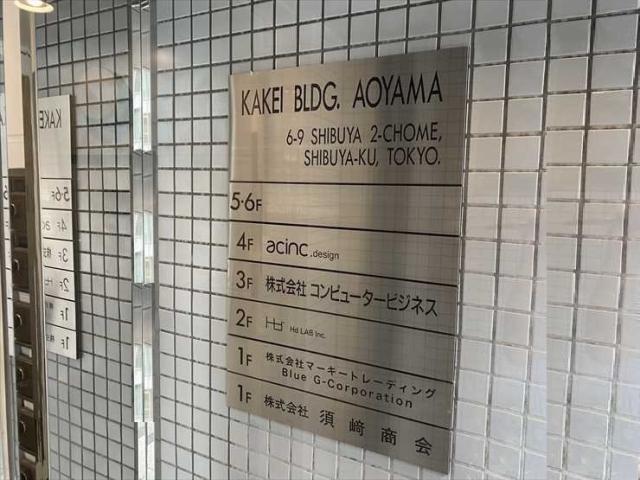 KAKEI BLDG. AOYAMA
6-9 SHIBUYA 2-CHOME,
SHIBUYA-KU, TOKYO.
5·6F
4F acinc.design
3F 株式会社 コンピュータービジネス
2F Hd Hd LAB Inc.
1F 株式会社マーキートレーディング
Blue G-Corporation
1F 株式会社 須﨑商会